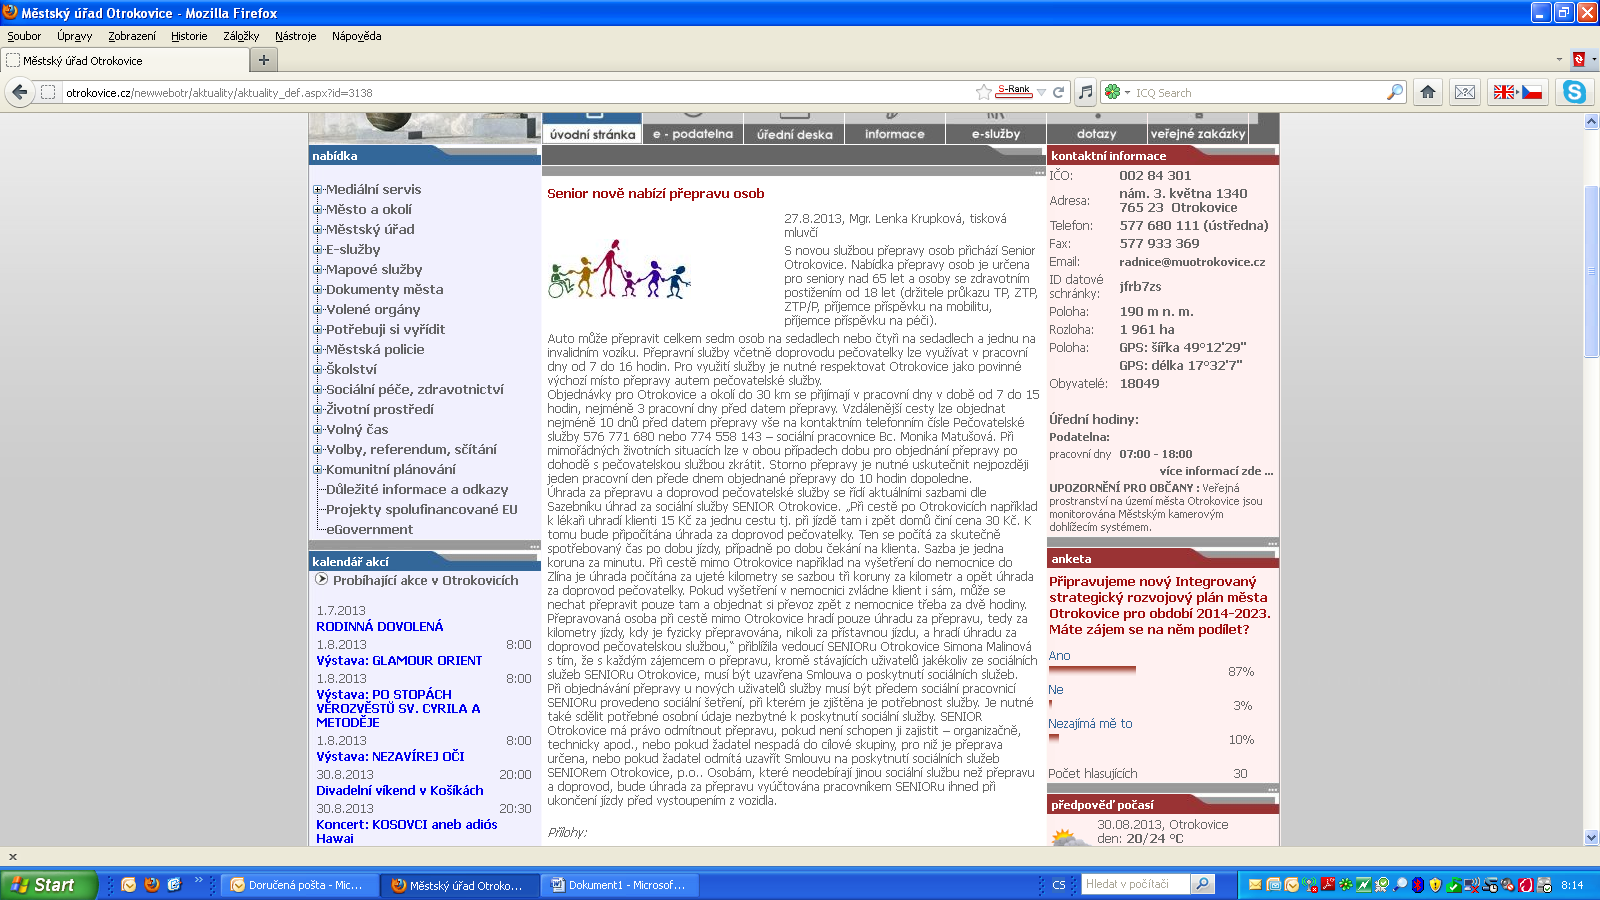 Městský úřad Otrokovice - Mozilla Firefox
Soubor Úpravy Zobrazení Historie Záložky Nástroje Nápověda
Městský úřad Otrokovice
otrokovice.cz/newwebotr/aktuality/aktuality_def.aspx?id=3138
S-Rank
ICQ Search
úvodní stránka
e - podatelna
úřední deska
informace
e-služby
dotazy
veřejné zakázky
nabídka
Mediální servis
Město a okolí
Městský úřad
E-služby
Mapové služby
Dokumenty města
Volené orgány
Potřebuji si vyřídit
Městská policie
Školství
Sociální péče, zdravotnictví
Životní prostředí
Volný čas
Volby, referendum, sčítání
Komunitní plánování
Důležité informace a odkazy
Projekty spolufinancované EU
eGovernment
kalendář akcí
Probíhající akce v Otrokovicích
1.7.2013
RODINNÁ DOVOLENÁ
1.8.2013 8:00
Výstava: GLAMOUR ORIENT
1.8.2013 8:00
Výstava: PO STOPÁCH
VĚROZVĚSTŮ SV. CYRILA A
METODĚJE
1.8.2013 8:00
Výstava: NEZAVÍREJ OČI
30.8.2013 20:00
Divadelní víkend v Košíkách
30.8.2013 20:30
Koncert: KOSOVCI aneb adiós
Hawai
Senior nově nabízí přepravu osob
27.8.2013, Mgr. Lenka Krupková, tisková
mluvčí
S novou službou přepravy osob přichází Senior
Otrokovice. Nabídka přepravy osob je určena
pro seniory nad 65 let a osoby se zdravotním
postižením od 18 let (držitele průkazu TP, ZTP,
ZTP/P, příjemce příspěvku na mobilitu,
příjemce příspěvku na péči).
Auto může přepravit celkem sedm osob na sedadlech nebo čtyři na sedadlech a jednu na
invalidním vozíku. Přepravní služby včetně doprovodu pečovatelky lze využívat v pracovní
dny od 7 do 16 hodin. Pro využití služby je nutné respektovat Otrokovice jako povinné
výchozí místo přepravy autem pečovatelské služby.
Objednávky pro Otrokovice a okolí do 30 km se přijímají v pracovní dny v době od 7 do 15
hodin, nejméně 3 pracovní dny před datem přepravy. Vzdálenější cesty lze objednat
nejméně 10 dnů před datem přepravy vše na kontaktním telefonním čísle Pečovatelské
služby 576 771 680 nebo 774 558 143 – sociální pracovnice Bc. Monika Matušová. Při
mimořádných životních situacích lze v obou případech dobu pro objednání přepravy po
dohodě s pečovatelskou službou zkrátit. Storno přepravy je nutné uskutečnit nejpozději
jeden pracovní den přede dnem objednané přepravy do 10 hodin dopoledne.
Úhrada za přepravu a doprovod pečovatelské služby se řídí aktuálními sazbami dle
Sazebníku úhrad za sociální služby SENIOR Otrokovice. „Při cestě po Otrokovicích například
k lékaři uhradí klienti 15 Kč za jednu cestu tj. při jízdě tam i zpět domů činí cena 30 Kč. K
tomu bude připočítána úhrada za doprovod pečovatelky. Ten se počítá za skutečně
spotřebovaný čas po dobu jízdy, případně po dobu čekání na klienta. Sazba je jedna
koruna za minutu. Při cestě mimo Otrokovice například na vyšetření do nemocnice do
Zlína je úhrada počítána za ujeté kilometry se sazbou tři koruny za kilometr a opět úhrada
za doprovod pečovatelky. Pokud vyšetření v nemocnici zvládne klient i sám, může se
nechat přepravit pouze tam a objednat si převoz zpět z nemocnice třeba za dvě hodiny.
Přepravovaná osoba při cestě mimo Otrokovice hradí pouze úhradu za přepravu, tedy za
kilometry jízdy, kdy je fyzicky přepravována, nikoli za přístavnou jízdu, a hradí úhradu za
doprovod pečovatelskou službou,“ přiblížila vedoucí SENIORu Otrokovice Simona Malinová
s tím, že s každým zájemcem o přepravu, kromě stávajících uživatelů jakékoliv ze sociálních
služeb SENIORu Otrokovice, musí být uzavřena Smlouva o poskytnutí sociálních služeb.
Při objednávání přepravy u nových uživatelů služby musí být předem sociální pracovnicí
SENIORu provedeno sociální šetření, při kterém je zjištěna je potřebnost služby. Je nutné
také sdělit potřebné osobní údaje nezbytné k poskytnutí sociální služby. SENIOR
Otrokovice má právo odmítnout přepravu, pokud není schopen ji zajistit – organizačně,
technicky apod., nebo pokud žadatel nespadá do cílové skupiny, pro niž je přeprava
určena, nebo pokud žadatel odmítá uzavřít Smlouvu na poskytnutí sociálních služeb
SENIORem Otrokovice, p.o.. Osobám, které neodebírají jinou sociální službu než přepravu
a doprovod, bude úhrada za přepravu vyúčtována pracovníkem SENIORu ihned při
ukončení jízdy před vystoupením z vozidla.
Přílohy:
kontaktní informace
IČO: 002 84 301
Adresa: nám. 3. května 1340
765 23 Otrokovice
Telefon: 577 680 111 (ústředna)
Fax: 577 933 369
Email: radnice@muotrokovice.cz
ID datové
schránky: jfrb7zs
Poloha: 190 m n. m.
Rozloha: 1 961 ha
Poloha: GPS: šířka 49°12'29"
GPS: délka 17°32'7"
Obyvatelé: 18049
Úřední hodiny:
Podatelna:
pracovní dny 07:00 - 18:00
více informací zde ...
UPOZORNĚNÍ PRO OBČANY : Veřejná
prostranství na území města Otrokovice jsou
monitorována Městským kamerovým
dohlížecím systémem.
anketa
Připravujeme nový Integrovaný
strategický rozvojový plán města
Otrokovice pro období 2014-2023.
Máte zájem se na něm podílet?
Ano
87%
Ne
3%
Nezajímá mě to
10%
Počet hlasujících 30
předpověď počasí
30.08.2013, Otrokovice
den: 20/24 °C
Start
Doručená pošta - Mic...
Městský úřad Otroko...
Dokument1 - Microsof...
CS
Hledat v počítači
8:14